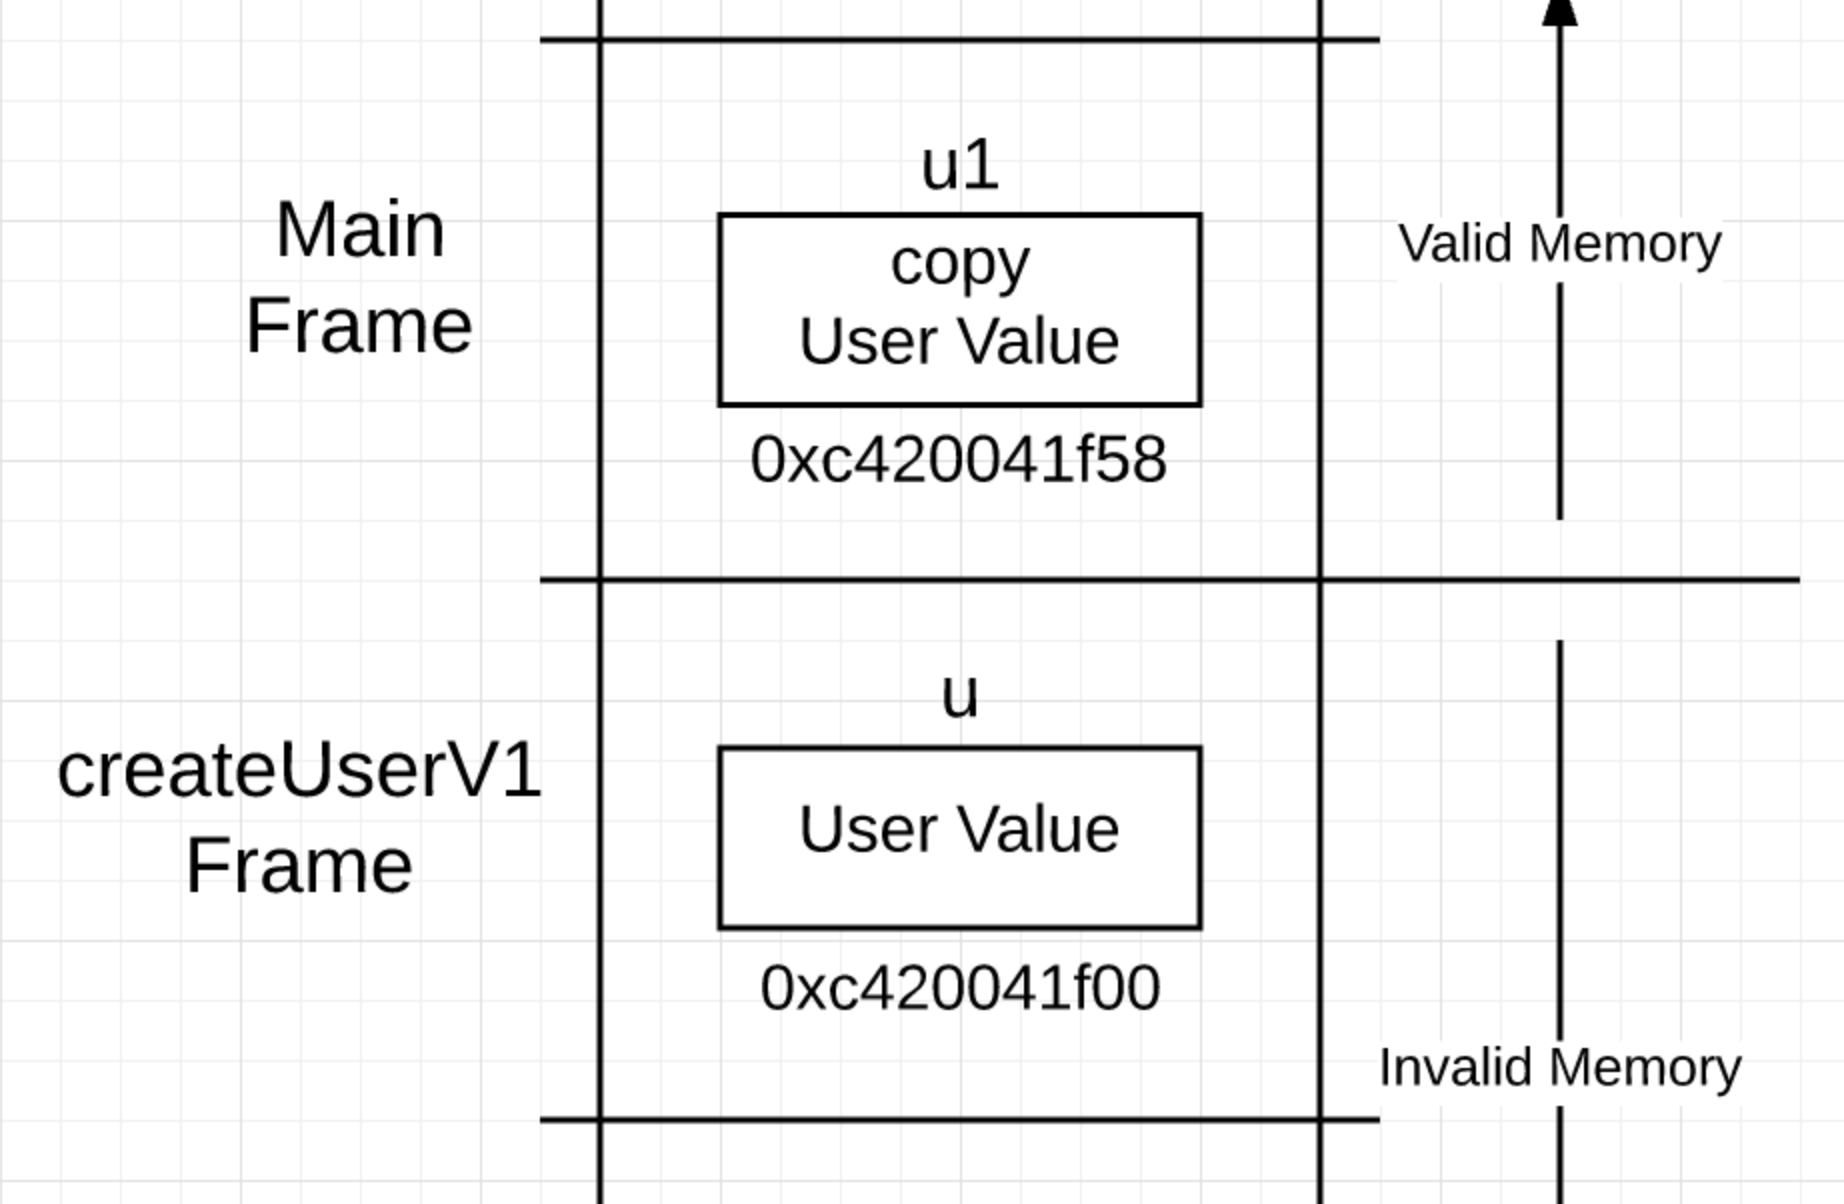 u1
Main
Frame
copy
User Value
0xc420041f58
Valid Memory
u
createUserV1
Frame
User Value
0xc420041f00
Invalid Memory